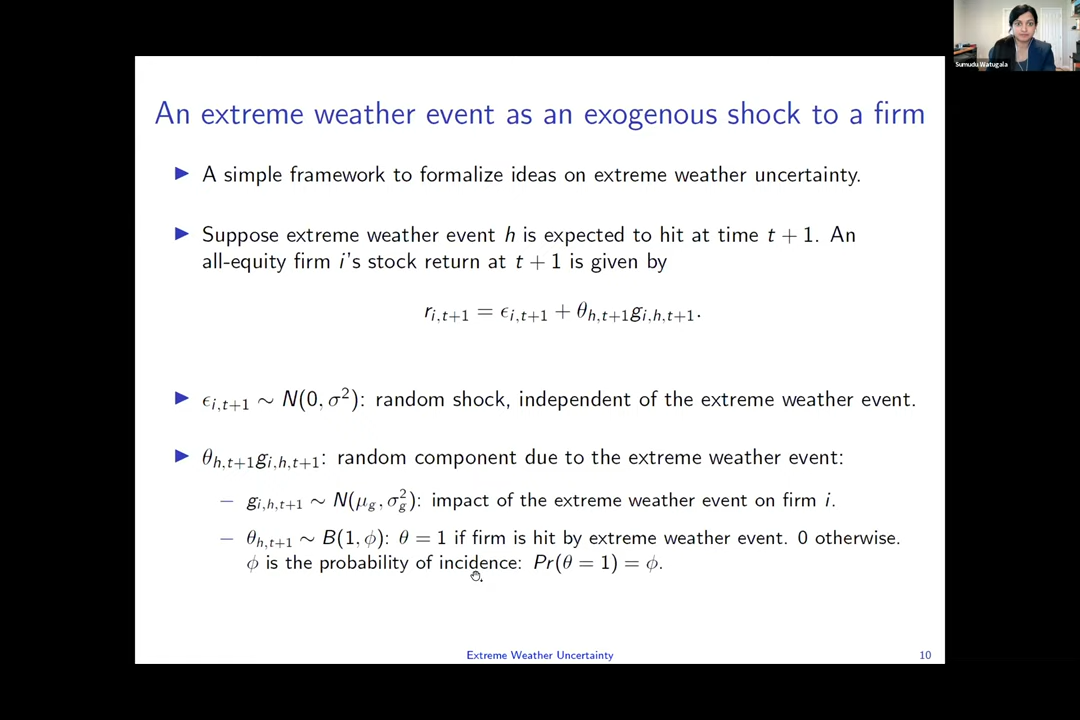 Sumudu Watugala
An extreme weather event as an exogenous shock to a firm
▶ A simple framework to formalize ideas on extreme weather uncertainty.
▶ Suppose extreme weather event h is expected to hit at time t + 1. An
all-equity firm i's stock return at t + 1 is given by
r_{i,t+1} = ϵ_{i,t+1} + θ_{h,t+1}g_{i,h,t+1}.
▶ ϵ_{i,t+1} ∼ N(0, σ²): random shock, independent of the extreme weather event.
▶ θ_{h,t+1}g_{i,h,t+1}: random component due to the extreme weather event:
– g_{i,h,t+1} ∼ N(μ_g, σ_g²): impact of the extreme weather event on firm i.
– θ_{h,t+1} ∼ B(1, ϕ): θ = 1 if firm is hit by extreme weather event. 0 otherwise.
ϕ is the probability of incidence: Pr(θ = 1) = ϕ.
Extreme Weather Uncertainty
10